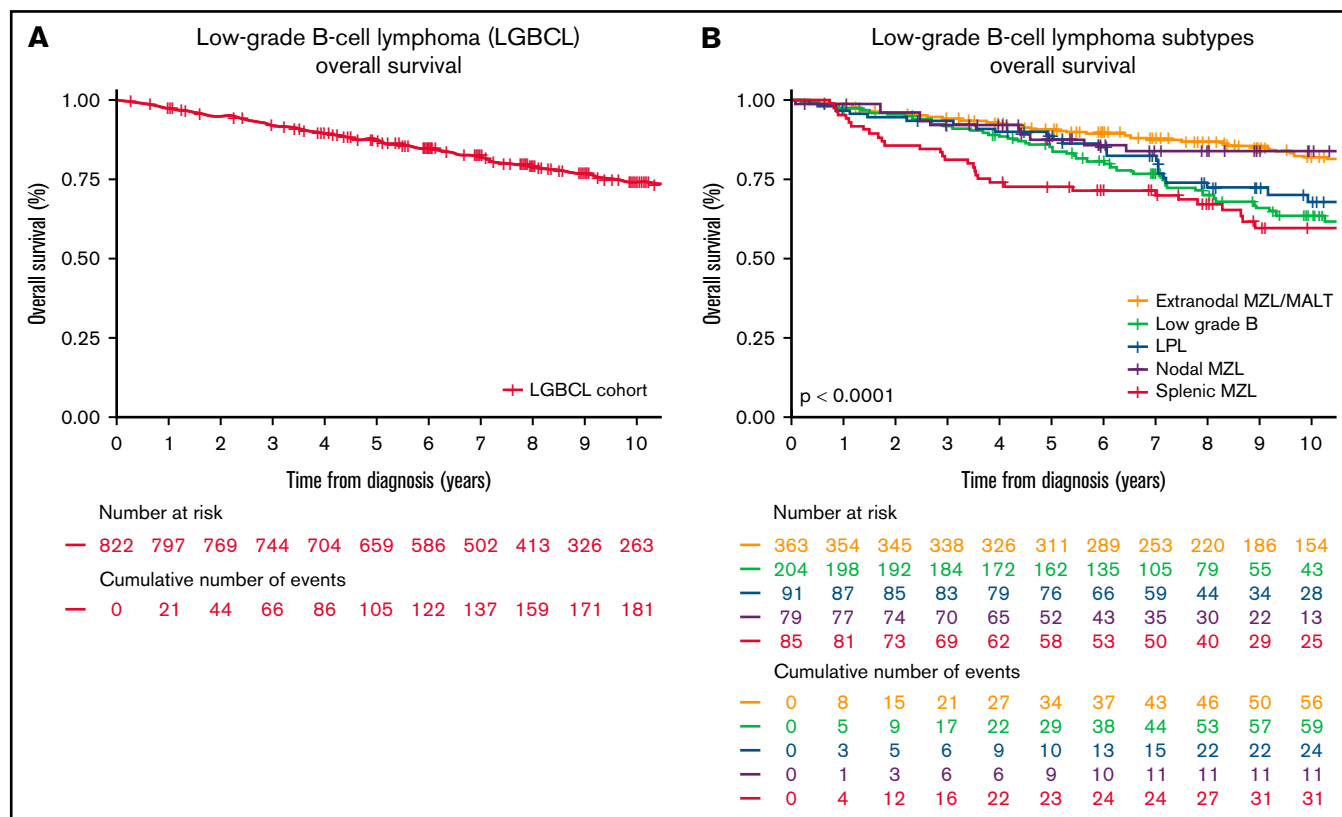 A
Low-grade B-cell lymphoma (LGBCL)
overall survival
Overall survival (%)
1.00
0.75
0.50
0.25
0.00
LGBCL cohort
0 1 2 3 4 5 6 7 8 9 10
Time from diagnosis (years)
Number at risk
822 797 769 744 704 659 586 502 413 326 263
Cumulative number of events
0 21 44 66 86 105 122 137 159 171 181
B
Low-grade B-cell lymphoma subtypes
overall survival
Overall survival (%)
1.00
0.75
0.50
0.25
0.00
Extranodal MZL/MALT
Low grade B
LPL
Nodal MZL
Splenic MZL
p < 0.0001
0 1 2 3 4 5 6 7 8 9 10
Time from diagnosis (years)
Number at risk
363 354 345 338 326 311 289 253 220 186 154
204 198 192 184 172 162 135 105 79 55 43
91 87 85 83 79 76 66 59 44 34 28
79 77 74 70 65 52 43 35 30 22 13
85 81 73 69 62 58 53 50 40 29 25
Cumulative number of events
0 8 15 21 27 34 37 43 46 50 56
0 5 9 17 22 29 38 44 53 57 59
0 3 5 6 9 10 13 15 22 22 24
0 1 3 6 6 9 10 11 11 11 11
0 4 12 16 22 23 24 24 27 31 31